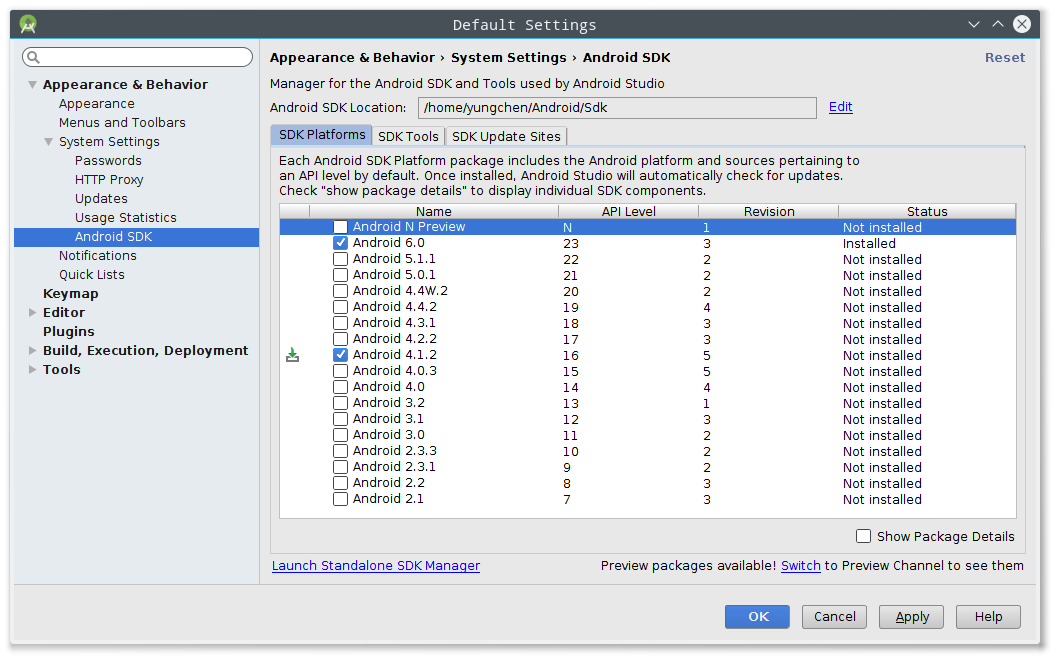 Default Settings
Appearance & Behavior
Appearance
Menus and Toolbars
System Settings
Passwords
HTTP Proxy
Updates
Usage Statistics
Android SDK
Notifications
Quick Lists
Keymap
Editor
Plugins
Build, Execution, Deployment
Tools
Appearance & Behavior › System Settings › Android SDK Reset
Manager for the Android SDK and Tools used by Android Studio
Android SDK Location: /home/yungchen/Android/Sdk Edit
SDK Platforms SDK Tools SDK Update Sites
Each Android SDK Platform package includes the Android platform and sources pertaining to
an API level by default. Once installed, Android Studio will automatically check for updates.
Check "show package details" to display individual SDK components.
Name API Level Revision Status
Android N Preview N 1 Not installed
Android 6.0 23 3 Installed
Android 5.1.1 22 2 Not installed
Android 5.0.1 21 2 Not installed
Android 4.4W.2 20 2 Not installed
Android 4.4.2 19 4 Not installed
Android 4.3.1 18 3 Not installed
Android 4.2.2 17 3 Not installed
Android 4.1.2 16 5 Not installed
Android 4.0.3 15 5 Not installed
Android 4.0 14 4 Not installed
Android 3.2 13 1 Not installed
Android 3.1 12 3 Not installed
Android 3.0 11 2 Not installed
Android 2.3.3 10 2 Not installed
Android 2.3.1 9 2 Not installed
Android 2.2 8 3 Not installed
Android 2.1 7 3 Not installed
Show Package Details
Launch Standalone SDK Manager Preview packages available! Switch to Preview Channel to see them
OK Cancel Apply Help